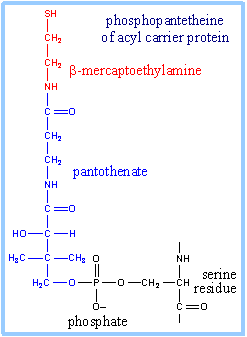 phosphopantetheine
of acyl carrier protein
SH
CH₂
CH₂
β-mercaptoethylamine
NH
C=O
CH₂
CH₂
pantothenate
NH
C=O
HO—C—H
H₃C—C—CH₃
O
NH
serine
residue
H₂C—O—P—O—CH₂—CH
O–
C=O
phosphate